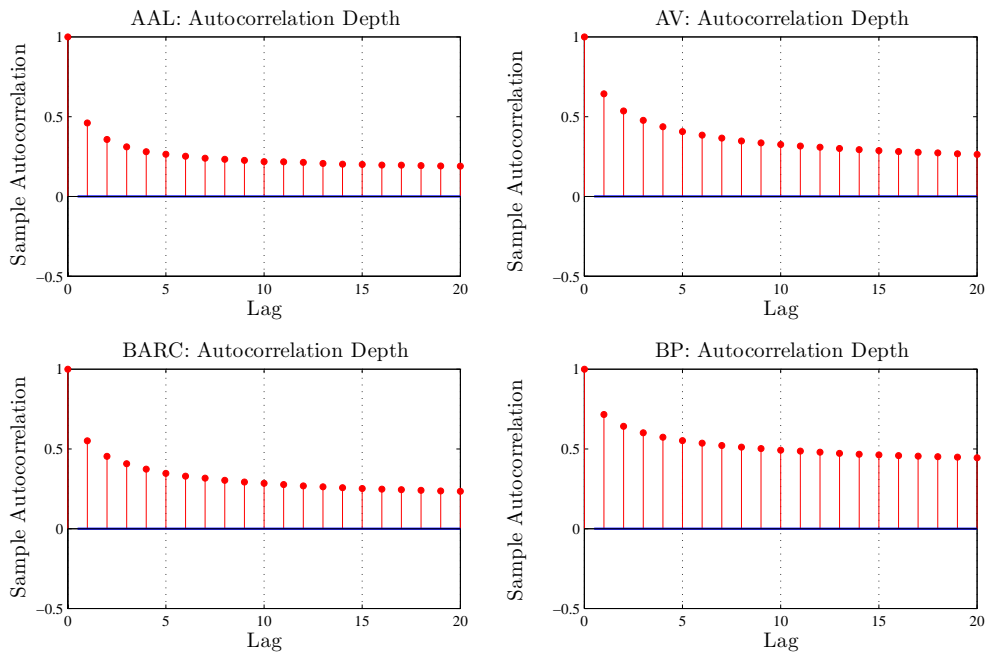 AAL: Autocorrelation Depth
1
0.5
0
−0.5
0 5 10 15 20
Sample Autocorrelation
Lag
AV: Autocorrelation Depth
1
0.5
0
−0.5
0 5 10 15 20
Sample Autocorrelation
Lag
BARC: Autocorrelation Depth
1
0.5
0
−0.5
0 5 10 15 20
Sample Autocorrelation
Lag
BP: Autocorrelation Depth
1
0.5
0
−0.5
0 5 10 15 20
Sample Autocorrelation
Lag